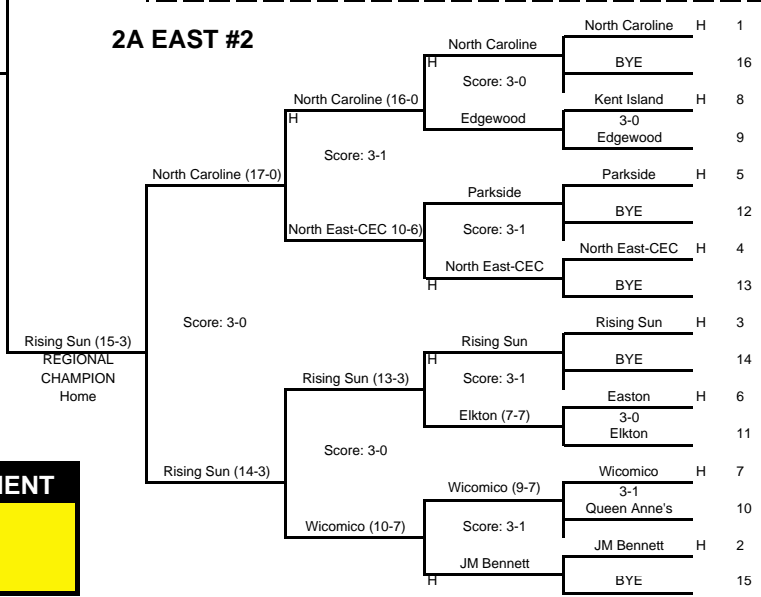 2A EAST #2
North Caroline H 1
North Caroline
H
BYE 16
Score: 3-0
North Caroline (16-0
H
Kent Island H 8
Edgewood
3-0
Edgewood 9
Score: 3-1
North Caroline (17-0)
Parkside H 5
Parkside
BYE 12
North East-CEC 10-6)
Score: 3-1
North East-CEC H 4
North East-CEC
H
BYE 13
Score: 3-0
Rising Sun H 3
Rising Sun (15-3)
REGIONAL
CHAMPION
Home
Rising Sun
H
BYE 14
Rising Sun (13-3)
Score: 3-1
Easton H 6
Elkton (7-7)
3-0
Elkton 11
Score: 3-0
Rising Sun (14-3)
Wicomico H 7
Wicomico (9-7)
3-1
Queen Anne's 10
Wicomico (10-7)
Score: 3-1
JM Bennett H 2
JM Bennett
H
BYE 15